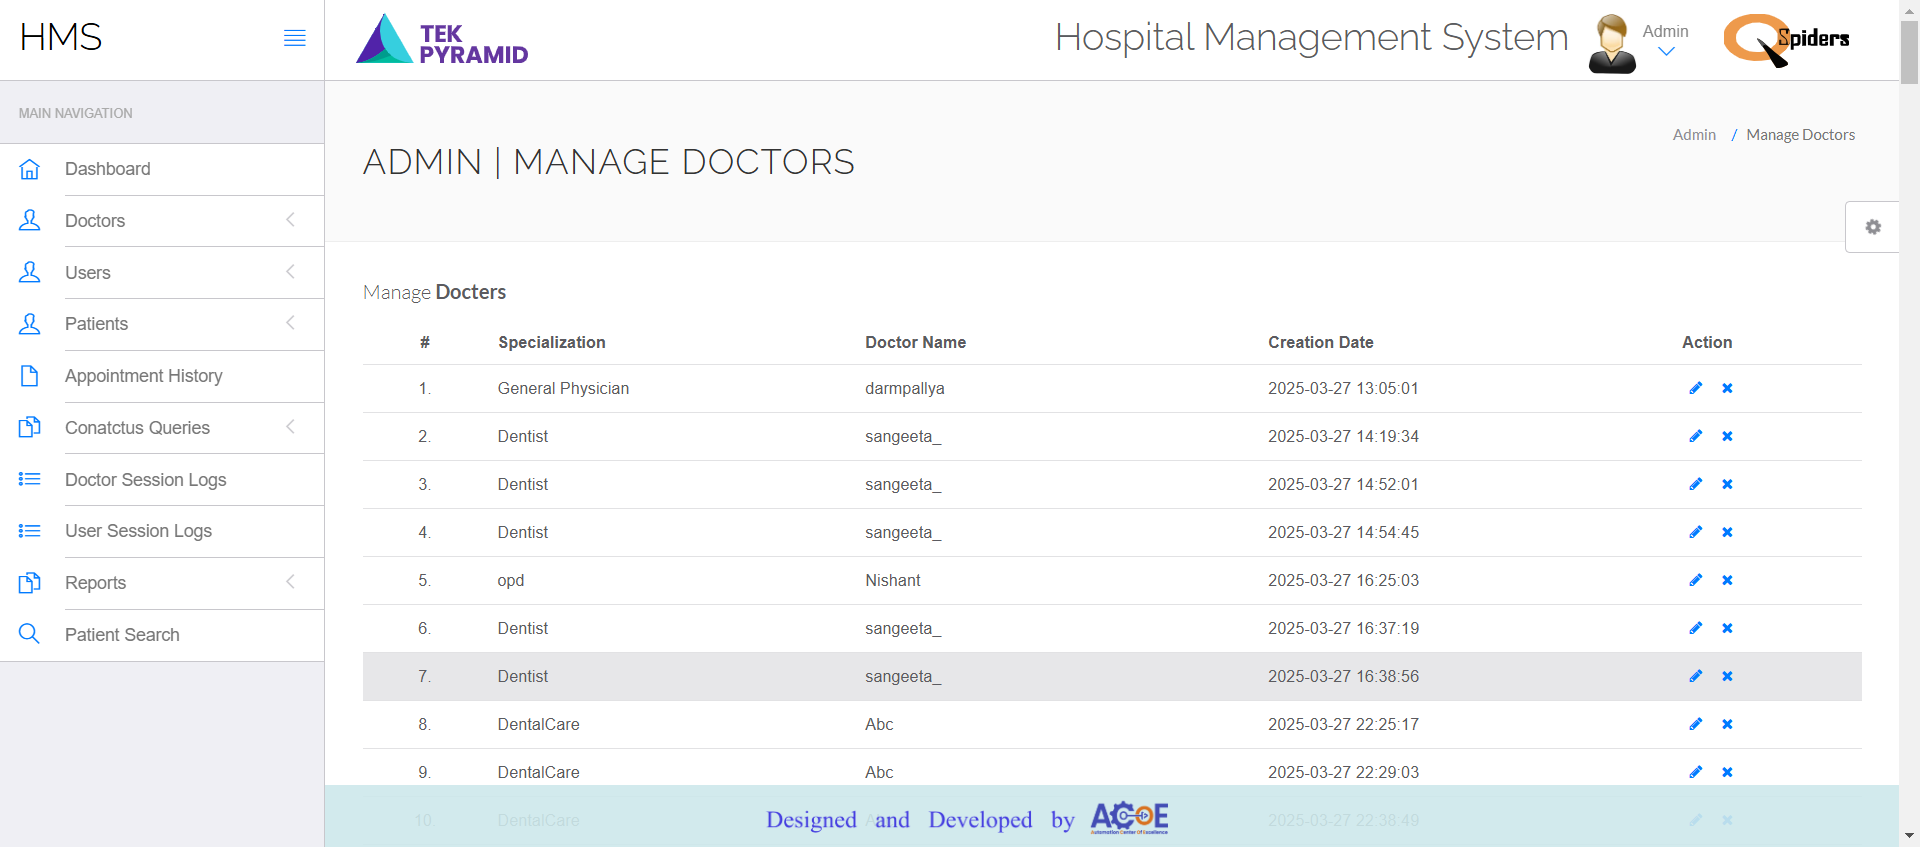 HMS
TEK
PYRAMID
Hospital Management System
Admin
Spiders
MAIN NAVIGATION
Dashboard
Doctors
Users
Patients
Appointment History
Conatctus Queries
Doctor Session Logs
User Session Logs
Reports
Patient Search
ADMIN | MANAGE DOCTORS
Admin / Manage Doctors
Manage Docters
# Specialization Doctor Name Creation Date Action
1. General Physician darmpallya 2025-03-27 13:05:01
2. Dentist sangeeta_ 2025-03-27 14:19:34
3. Dentist sangeeta_ 2025-03-27 14:52:01
4. Dentist sangeeta_ 2025-03-27 14:54:45
5. opd Nishant 2025-03-27 16:25:03
6. Dentist sangeeta_ 2025-03-27 16:37:19
7. Dentist sangeeta_ 2025-03-27 16:38:56
8. DentalCare Abc 2025-03-27 22:25:17
9. DentalCare Abc 2025-03-27 22:29:03
10 DentalCare 2025-03-27 22:38:49
Designed and Developed by ACOE
Automation Center Of Excellence